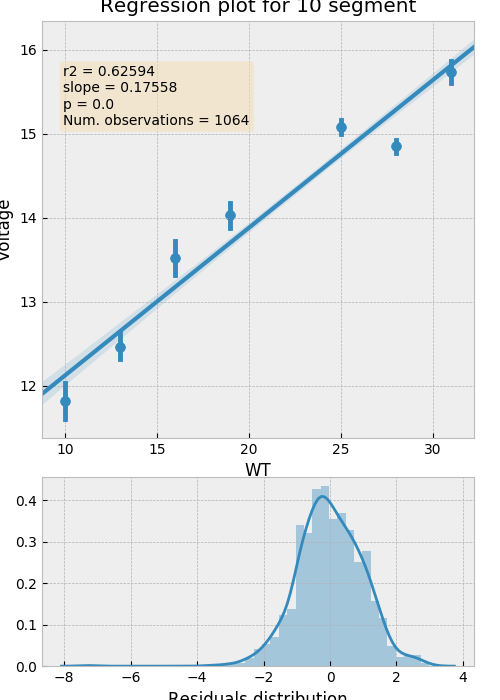 Regression plot for 10 segment
16
r2 = 0.62594
slope = 0.17558
p = 0.0
Num. observations = 1064
15
14
13
12
Voltage
10 15 20 25 30
WT
0.4
0.3
0.2
0.1
0.0
−8 −6 −4 −2 0 2 4
Residuals distribution